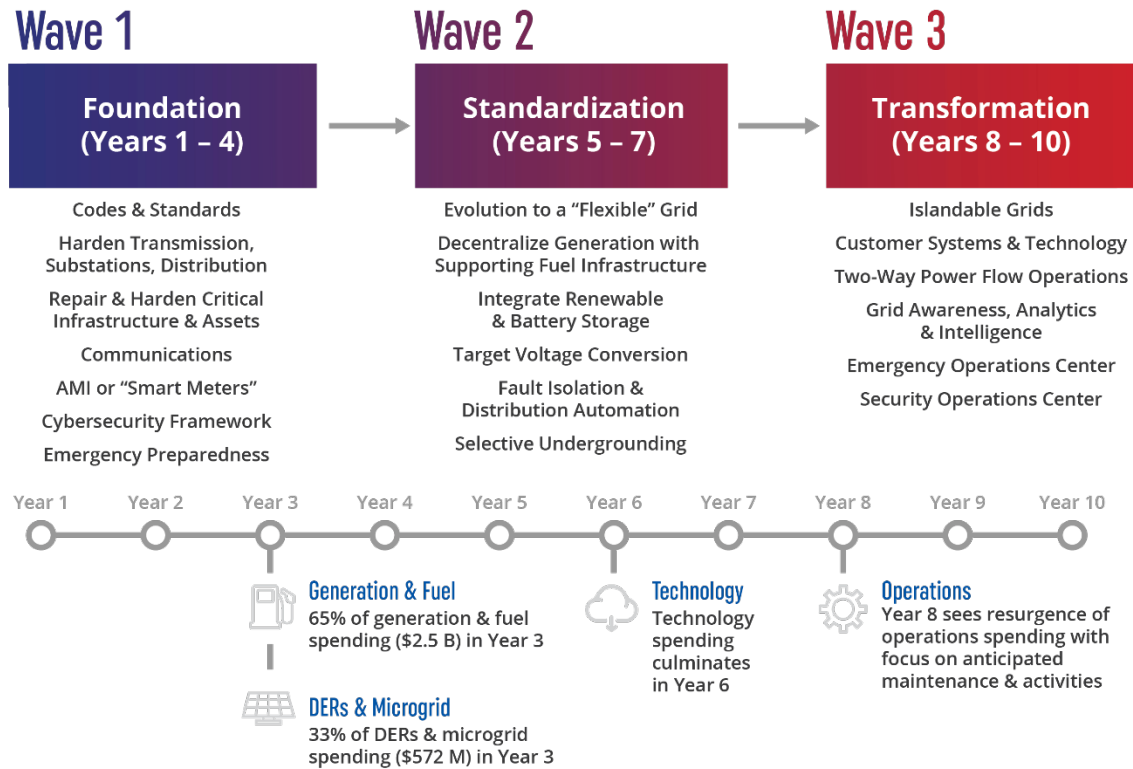 Wave 1
Foundation
(Years 1 – 4)
Codes & Standards
Harden Transmission,
Substations, Distribution
Repair & Harden Critical
Infrastructure & Assets
Communications
AMI or “Smart Meters”
Cybersecurity Framework
Emergency Preparedness
Wave 2
Standardization
(Years 5 – 7)
Evolution to a “Flexible” Grid
Decentralize Generation with
Supporting Fuel Infrastructure
Integrate Renewable
& Battery Storage
Target Voltage Conversion
Fault Isolation &
Distribution Automation
Selective Undergrounding
Wave 3
Transformation
(Years 8 – 10)
Islandable Grids
Customer Systems & Technology
Two-Way Power Flow Operations
Grid Awareness, Analytics
& Intelligence
Emergency Operations Center
Security Operations Center
Year 1
Year 2
Year 3
Year 4
Year 5
Year 6
Year 7
Year 8
Year 9
Year 10
Generation & Fuel
65% of generation & fuel
spending ($2.5 B) in Year 3
DERs & Microgrid
33% of DERs & microgrid
spending ($572 M) in Year 3
Technology
Technology
spending
culminates
in Year 6
Operations
Year 8 sees resurgence of
operations spending with
focus on anticipated
maintenance & activities